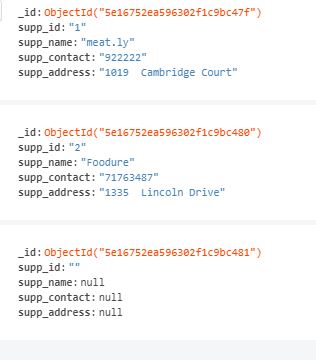 _id: ObjectId("5e16752ea596302f1c9bc47f")
supp_id: "1"
supp_name: "meat.ly"
supp_contact: "922222"
supp_address: "1019  Cambridge Court"
_id: ObjectId("5e16752ea596302f1c9bc480")
supp_id: "2"
supp_name: "Foodure"
supp_contact: "71763487"
supp_address: "1335  Lincoln Drive"
_id: ObjectId("5e16752ea596302f1c9bc481")
supp_id: ""
supp_name: null
supp_contact: null
supp_address: null